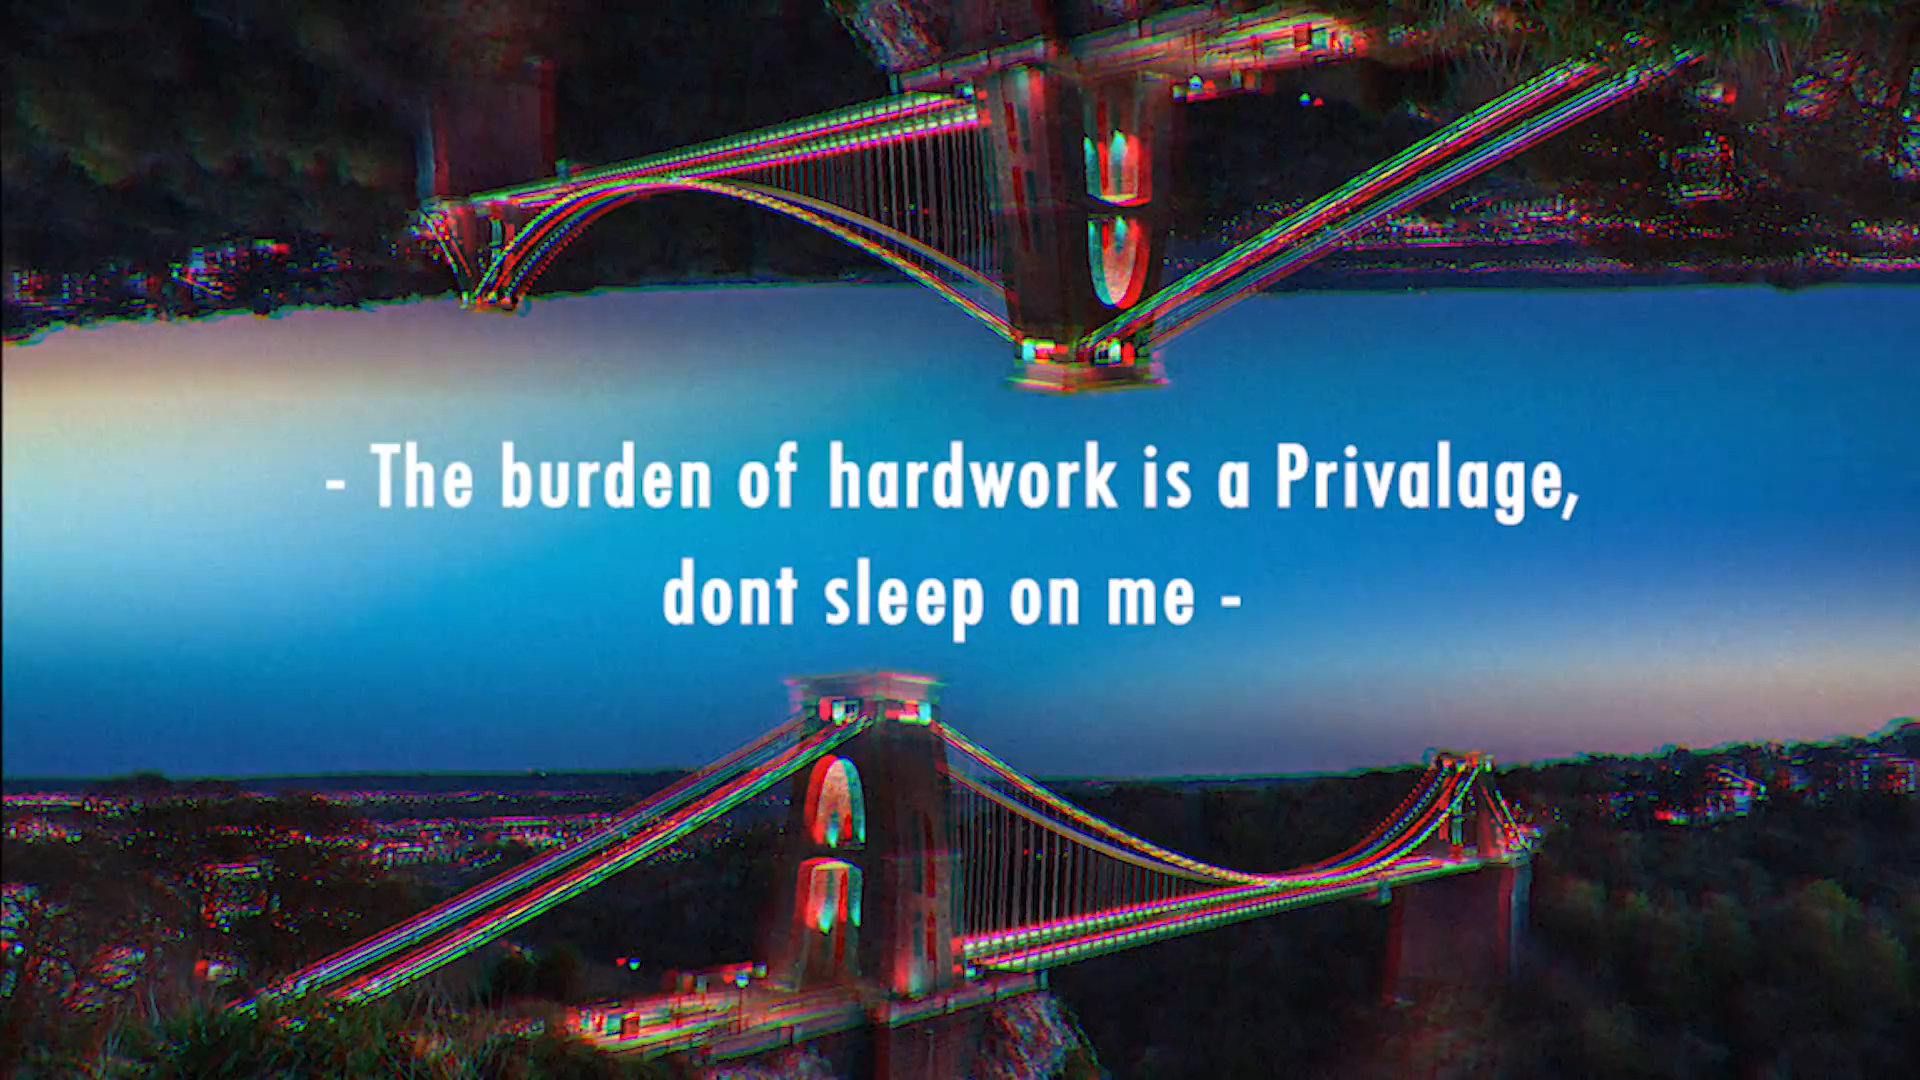 - The burden of hardwork is a Privalage,
dont sleep on me -